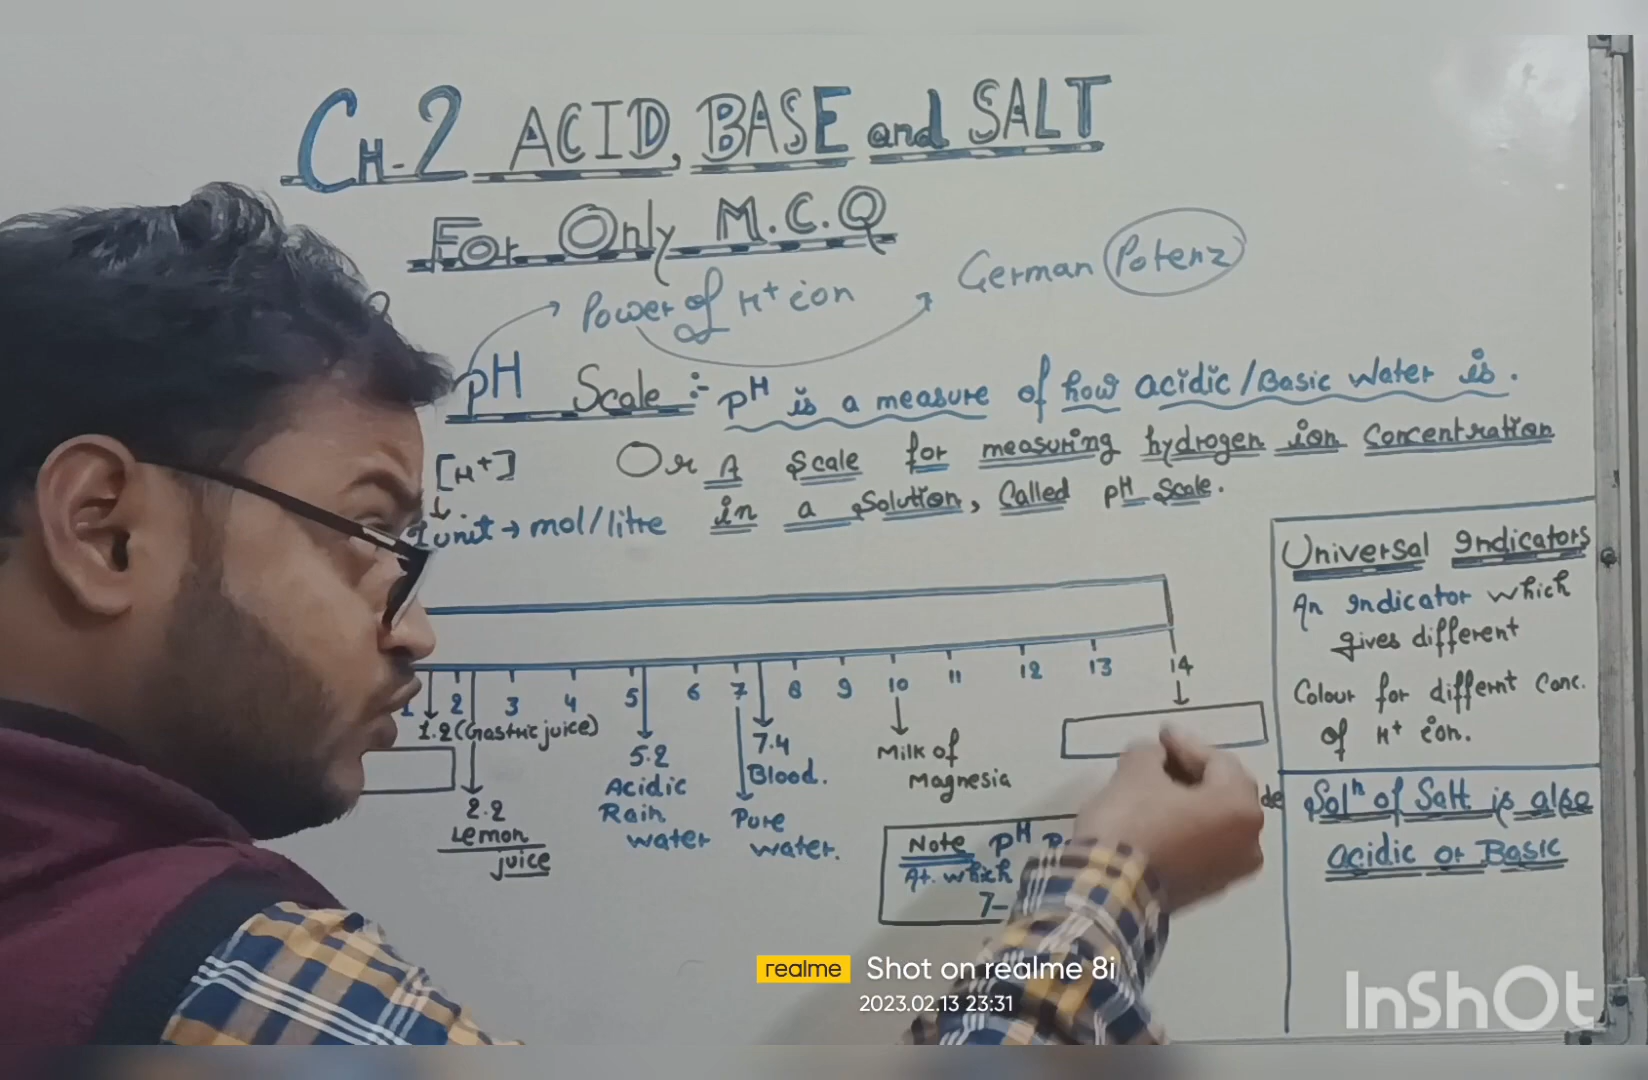 CH-2 ACID, BASE and SALT
For Only M.C.Q
Power of H+ ion
German Potenz
pH Scale :- pH is a measure of how acidic/Basic Water is.
[H+]
Or A Scale for measuring hydrogen ion Concentration
in a Solution, Called pH Scale.
unit → mol/litre
1 2 3 4 5 6 7 8 9 10 11 12 13 14
1.2 (Gastric juice)
2.2
Lemon
juice
5.2
Acidic
Rain
water
7.4
Blood.
Pure
water.
Milk of
Magnesia
de
Note pH
At. which
7-
Universal Indicators
An Indicator which
gives different
Colour for differnt Conc.
of H+ ion.
Solⁿ of Salt is also
acidic or Basic
realme Shot on realme 8i
2023.02.13 23:31
InShOt